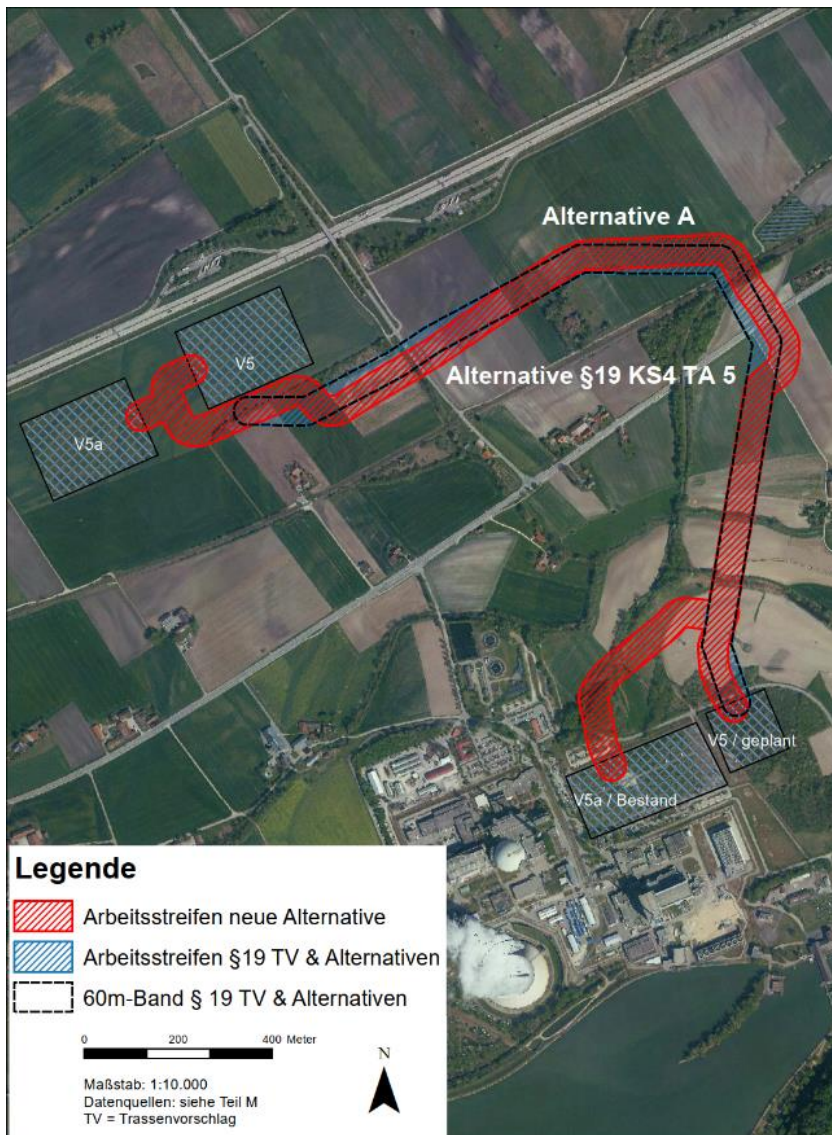 Alternative A
V5
Alternative §19 KS4 TA 5
V5a
V5 / geplant
V5a / Bestand
Legende
Arbeitsstreifen neue Alternative
Arbeitsstreifen §19 TV & Alternativen
60m-Band § 19 TV & Alternativen
0 200 400 Meter
N
Maßstab: 1:10.000
Datenquellen: siehe Teil M
TV = Trassenvorschlag